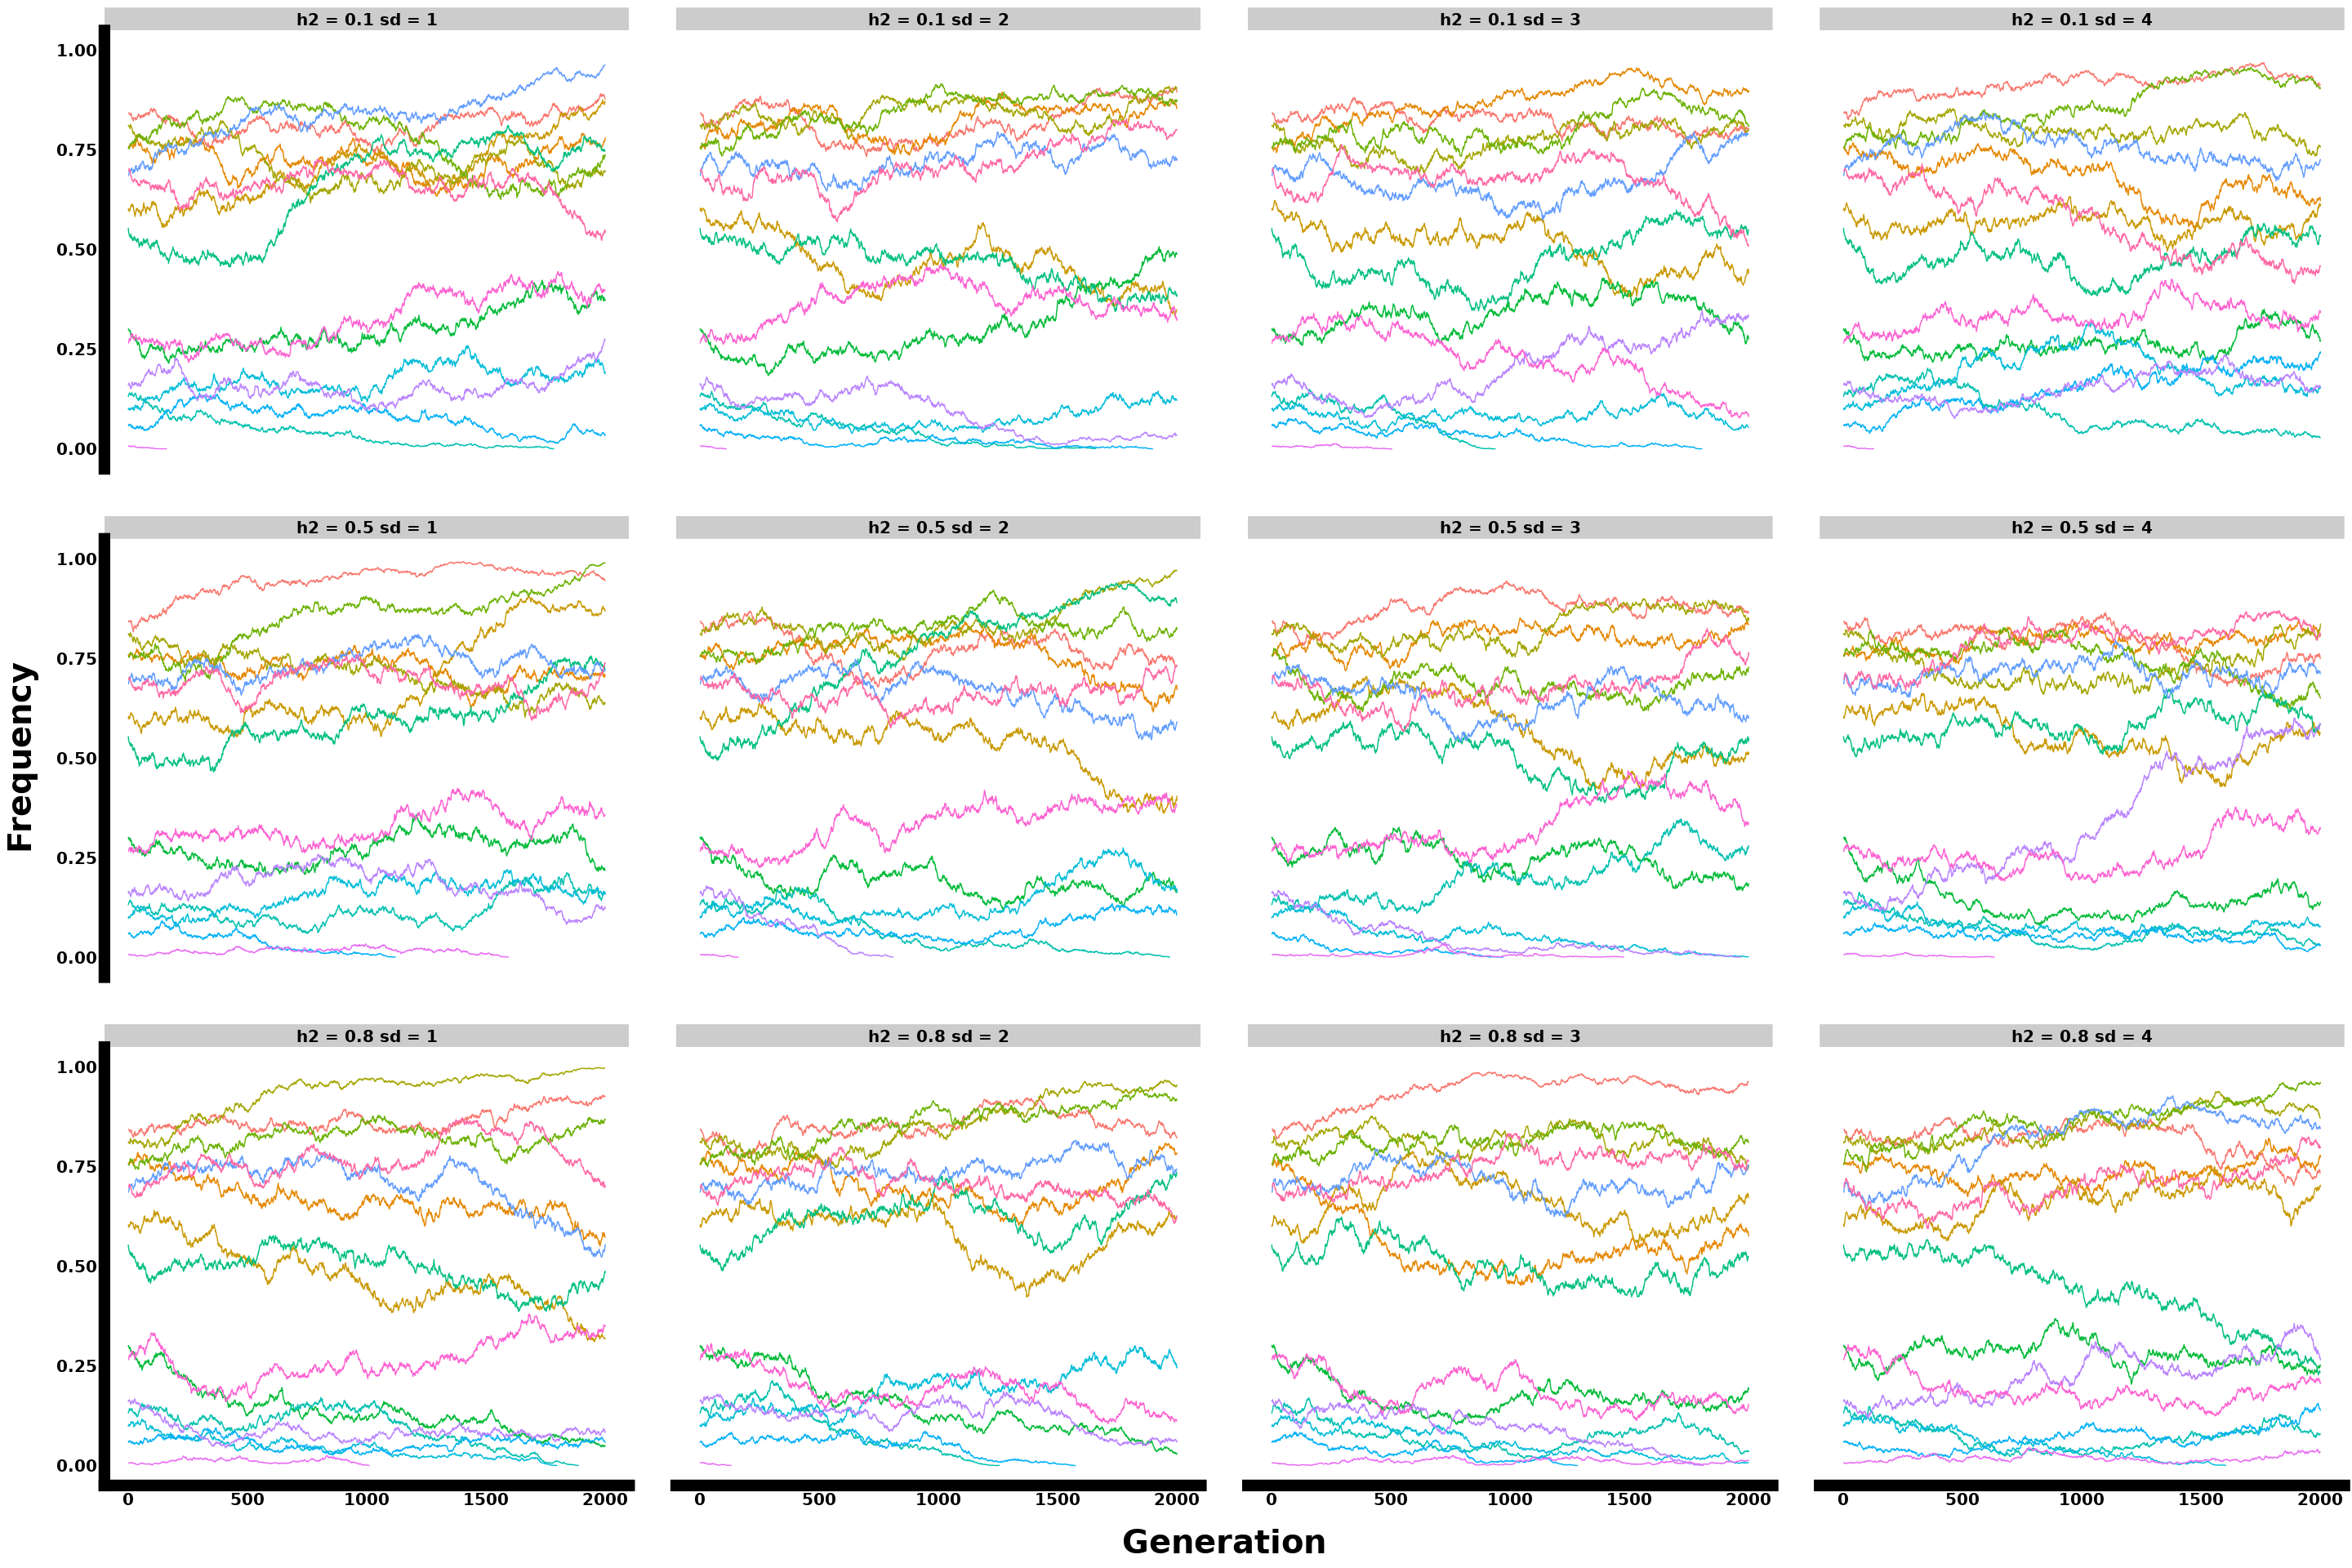 h2 = 0.1 sd = 1
h2 = 0.1 sd = 2
h2 = 0.1 sd = 3
h2 = 0.1 sd = 4
1.00
0.75
0.50
0.25
0.00
h2 = 0.5 sd = 1
h2 = 0.5 sd = 2
h2 = 0.5 sd = 3
h2 = 0.5 sd = 4
Frequency
1.00
0.75
0.50
0.25
0.00
h2 = 0.8 sd = 1
h2 = 0.8 sd = 2
h2 = 0.8 sd = 3
h2 = 0.8 sd = 4
1.00
0.75
0.50
0.25
0.00
0 500 1000 1500 2000
0 500 1000 1500 2000
0 500 1000 1500 2000
0 500 1000 1500 2000
Generation